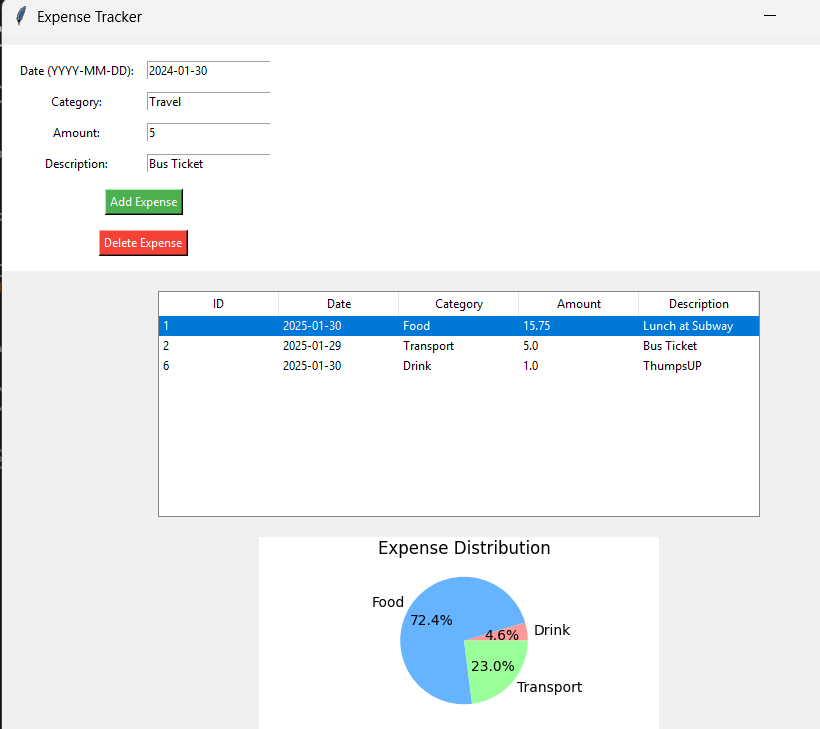 Expense Tracker
Date (YYYY-MM-DD): 2024-01-30
Category: Travel
Amount: 5
Description: Bus Ticket
Add Expense
Delete Expense
ID Date Category Amount Description
1 2025-01-30 Food 15.75 Lunch at Subway
2 2025-01-29 Transport 5.0 Bus Ticket
6 2025-01-30 Drink 1.0 ThumpsUP
Expense Distribution
Food
72.4%
Drink
4.6%
23.0%
Transport